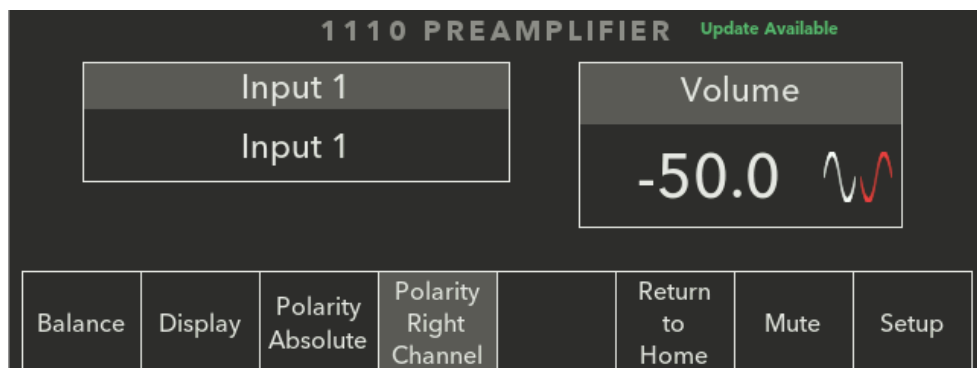 1110 PREAMPLIFIER Update Available
Input 1
Volume
Input 1
-50.0
Balance
Display
Polarity
Absolute
Polarity
Right
Channel
Return
to
Home
Mute
Setup